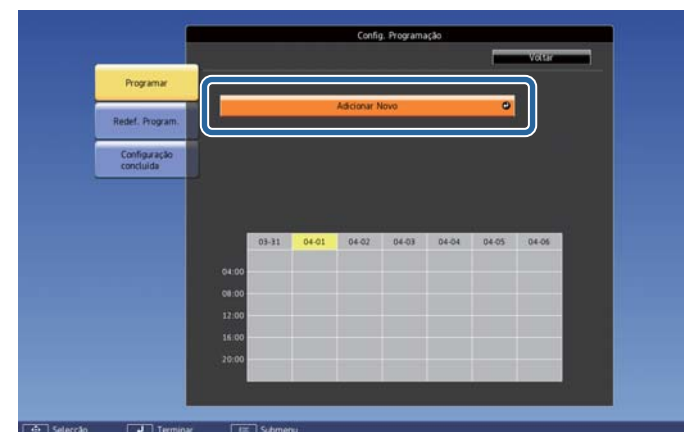 Config. Programação
Voltar
Programar
Adicionar Novo
Redef. Program.
Configuração
concluída
03-31 04-01 04-02 04-03 04-04 04-05 04-06
04:00
08:00
12:00
16:00
20:00
Selecção Terminar Submenu